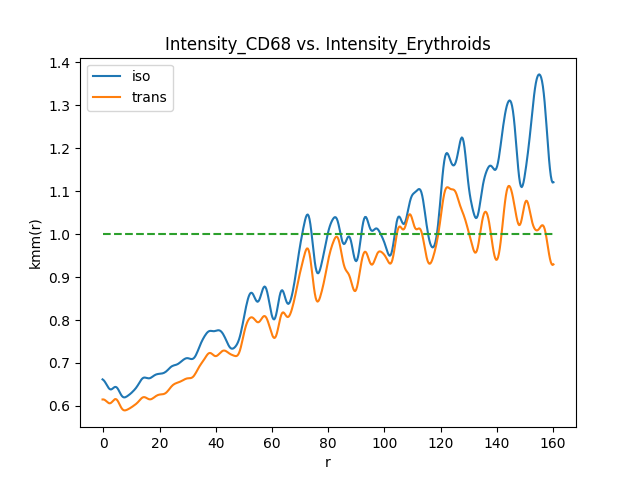 Intensity_CD68 vs. Intensity_Erythroids
iso
trans
kmm(r)
1.4
1.3
1.2
1.1
1.0
0.9
0.8
0.7
0.6
0 20 40 60 80 100 120 140 160
r